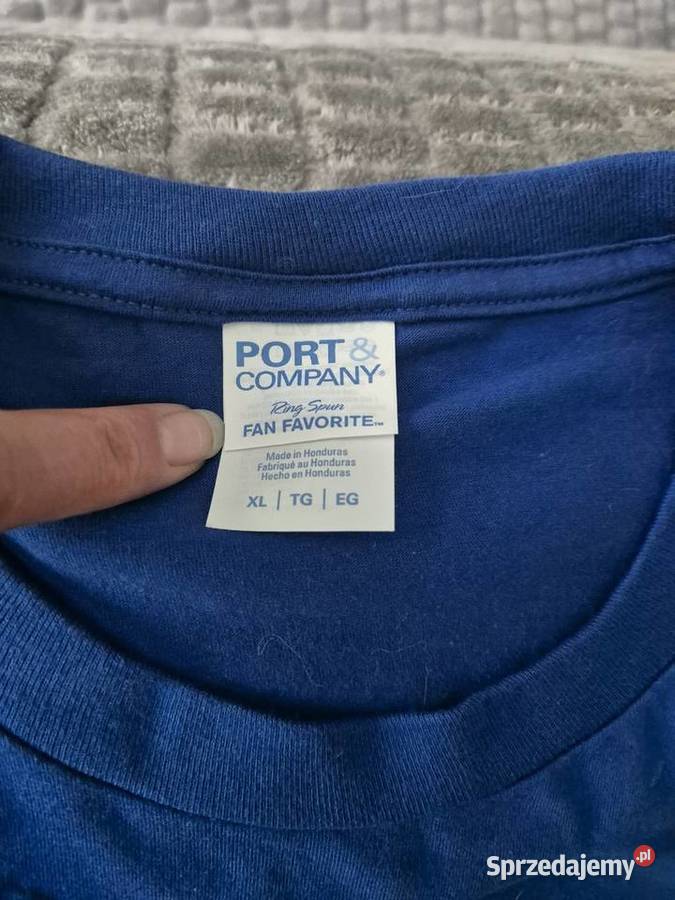 PORT &
COMPANY®
Ring Spun
FAN FAVORITE™
Made in Honduras
Fabriqué au Honduras
Hecho en Honduras
XL | TG | EG
Sprzedajemy.pl